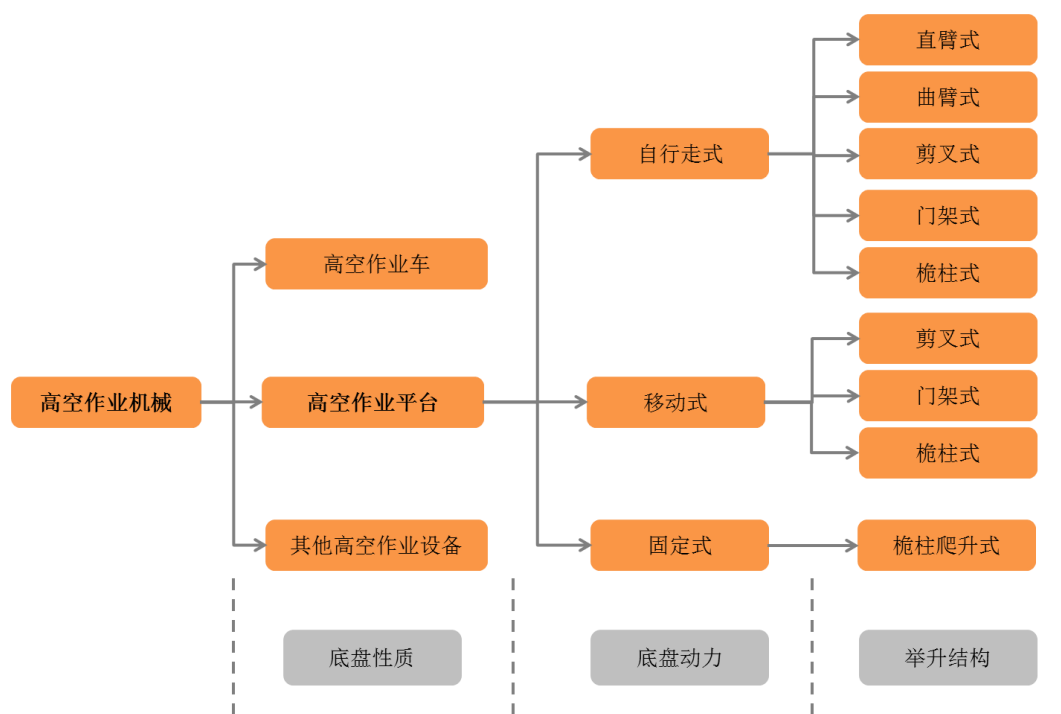 直臂式
曲臂式
自行走式
剪叉式
门架式
高空作业车
桅柱式
剪叉式
高空作业机械
高空作业平台
移动式
门架式
桅柱式
其他高空作业设备
固定式
桅柱爬升式
底盘性质
底盘动力
举升结构